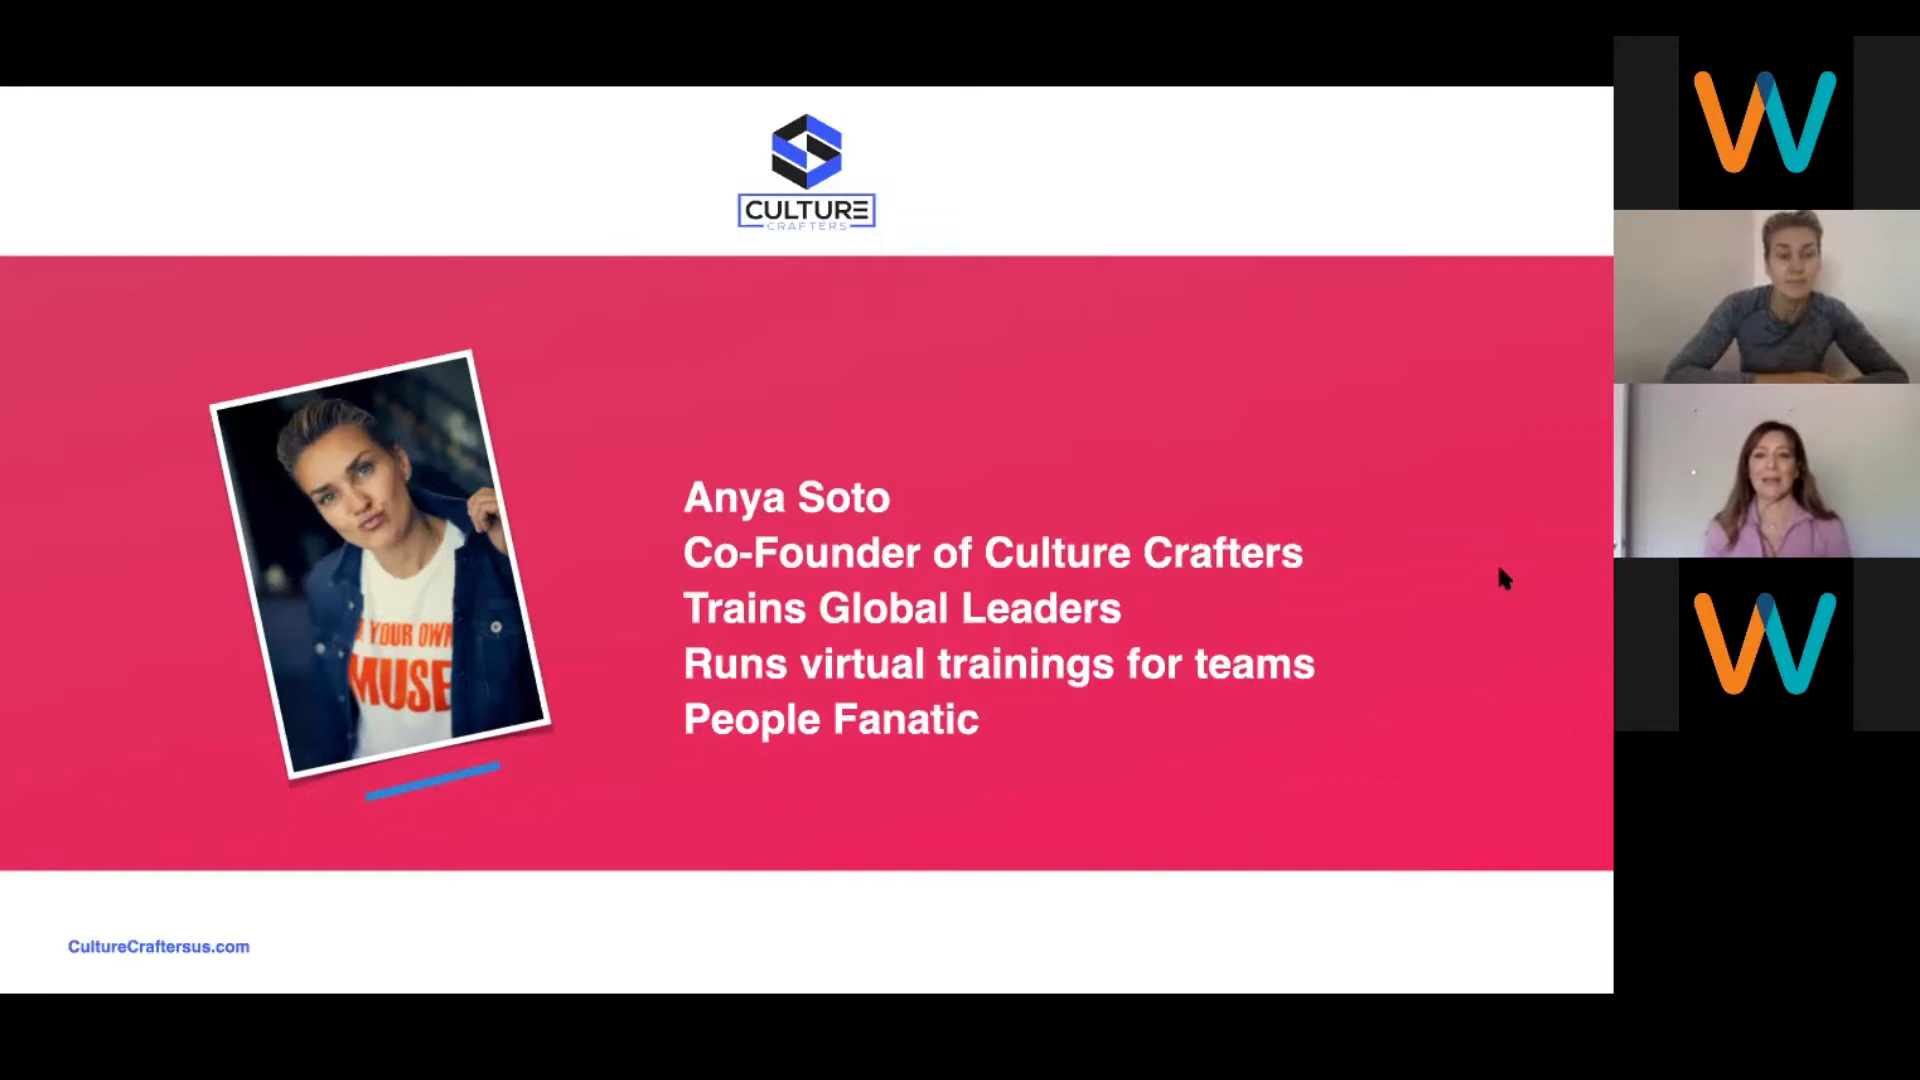 CULTURE
CRAFTERS
YOUR OWN
MUSE
Anya Soto
Co-Founder of Culture Crafters
Trains Global Leaders
Runs virtual trainings for teams
People Fanatic
CultureCraftersus.com